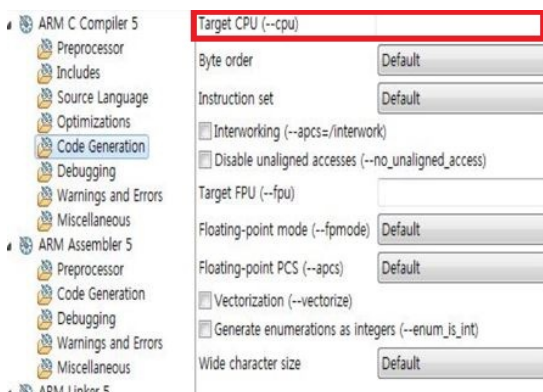 ARM C Compiler 5
Preprocessor
Includes
Source Language
Optimizations
Code Generation
Debugging
Warnings and Errors
Miscellaneous
ARM Assembler 5
Preprocessor
Code Generation
Debugging
Warnings and Errors
Miscellaneous
ARM Linker 5
Target CPU (--cpu)
Byte order Default
Instruction set Default
Interworking (--apcs=/interwork)
Disable unaligned accesses (--no_unaligned_access)
Target FPU (--fpu)
Floating-point mode (--fpmode) Default
Floating-point PCS (--apcs) Default
Vectorization (--vectorize)
Generate enumerations as integers (--enum_is_int)
Wide character size Default